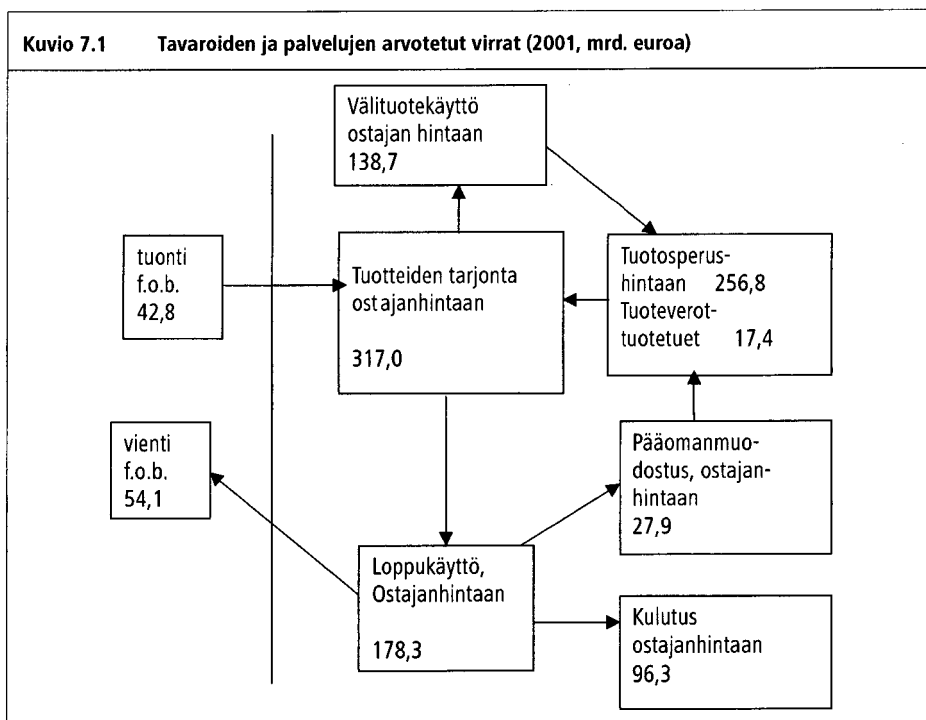 Kuvio 7.1 Tavaroiden ja palvelujen arvotetut virrat (2001, mrd. euroa)
Välituotekäyttö
ostajan hintaan
138,7
tuonti
f.o.b.
42,8
Tuotteiden tarjonta
ostajanhintaan
317,0
Tuotosperus-
hintaan 256,8
Tuoteverot-
tuotetuet 17,4
vienti
f.o.b.
54,1
Pääomanmuo-
dostus, ostajan-
hintaan
27,9
Loppukäyttö,
Ostajanhintaan
178,3
Kulutus
ostajanhintaan
96,3